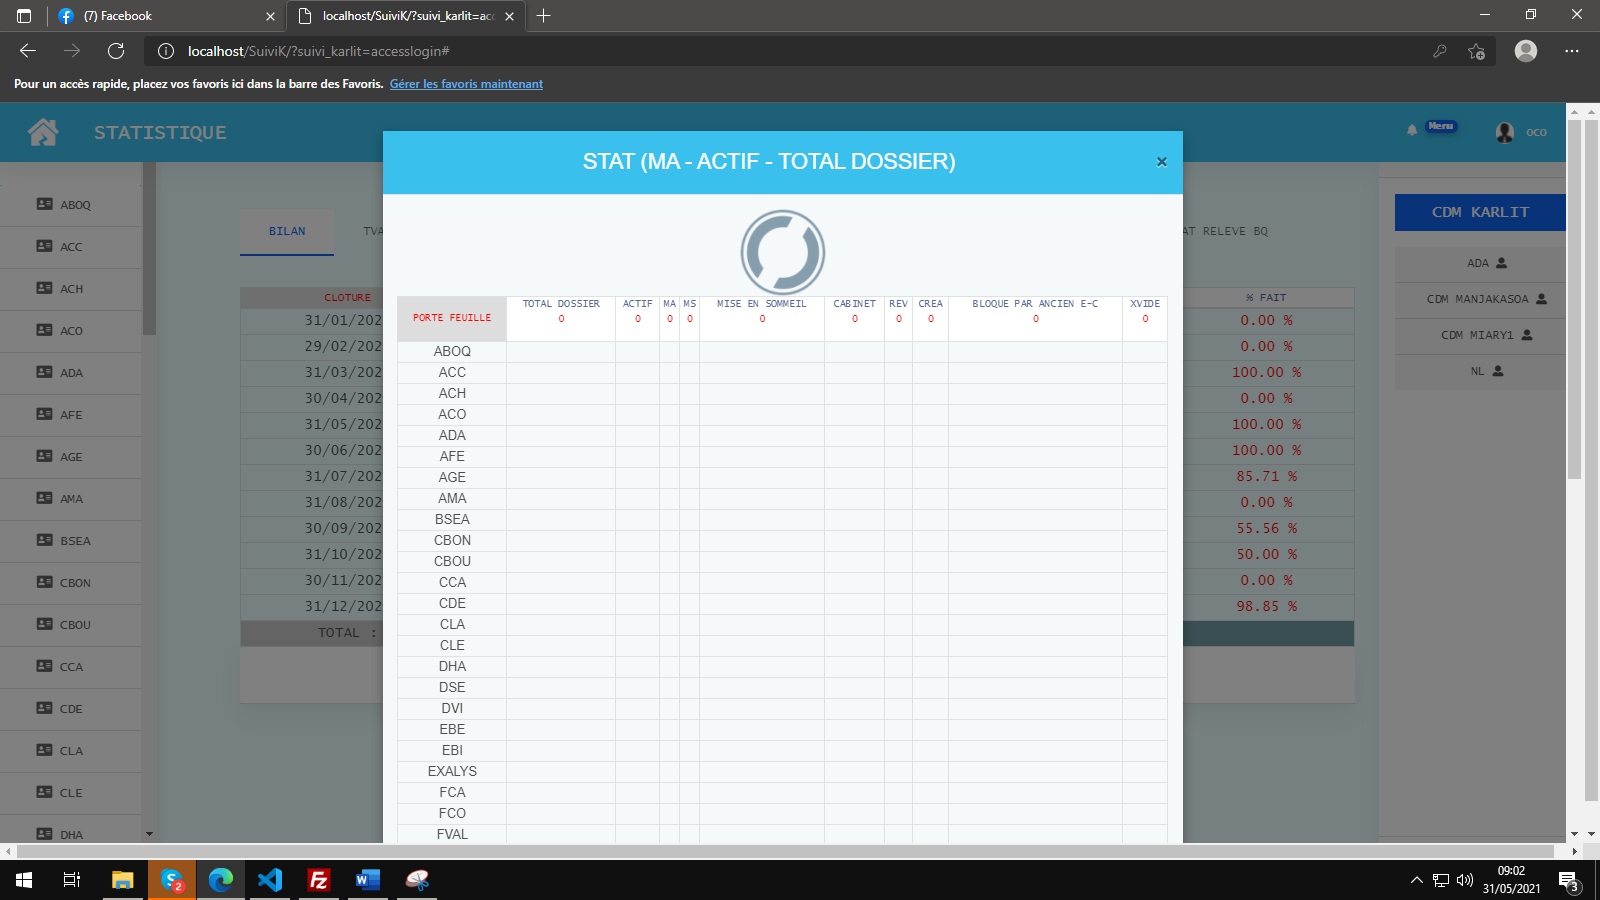 (7) Facebook
localhost/SuiviK/?suivi_karlit=acc
localhost/SuiviK/?suivi_karlit=accesslogin#
Pour un accès rapide, placez vos favoris ici dans la barre des Favoris. Gérer les favoris maintenant
STATISTIQUE
Menu
oco
ABOQ
ACC
ACH
ACO
ADA
AFE
AGE
AMA
BSEA
CBON
CBOU
CCA
CDE
CLA
CLE
DHA
BILAN
TVA
AT RELEVE BQ
CLOTURE
% FAIT
31/01/202
0.00 %
29/02/202
0.00 %
31/03/202
100.00 %
30/04/202
0.00 %
31/05/202
100.00 %
30/06/202
100.00 %
31/07/202
85.71 %
31/08/202
0.00 %
30/09/202
55.56 %
31/10/202
50.00 %
30/11/202
0.00 %
31/12/202
98.85 %
TOTAL :
STAT (MA - ACTIF - TOTAL DOSSIER)
×
PORTE FEUILLE
TOTAL DOSSIER
0
ACTIF
0
MA
0
MS
0
MISE EN SOMMEIL
0
CABINET
0
REV
0
CREA
0
BLOQUE PAR ANCIEN E-C
0
XVIDE
0
ABOQ
ACC
ACH
ACO
ADA
AFE
AGE
AMA
BSEA
CBON
CBOU
CCA
CDE
CLA
CLE
DHA
DSE
DVI
EBE
EBI
EXALYS
FCA
FCO
FVAL
CDM KARLIT
ADA
CDM MANJAKASOA
CDM MIARY1
NL
2
09:02
31/05/2021
3